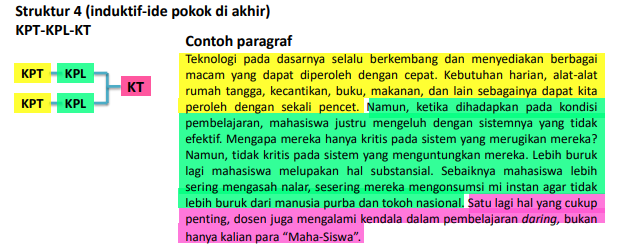 Struktur 4 (induktif-ide pokok di akhir)
KPT-KPL-KT
Contoh paragraf
KPT KPL
KT
KPT KPL
Teknologi pada dasarnya selalu berkembang dan menyediakan berbagai
macam yang dapat diperoleh dengan cepat. Kebutuhan harian, alat-alat
rumah tangga, kecantikan, buku, makanan, dan lain sebagainya dapat kita
peroleh dengan sekali pencet. Namun, ketika dihadapkan pada kondisi
pembelajaran, mahasiswa justru mengeluh dengan sistemnya yang tidak
efektif. Mengapa mereka hanya kritis pada sistem yang merugikan mereka?
Namun, tidak kritis pada sistem yang menguntungkan mereka. Lebih buruk
lagi mahasiswa melupakan hal substansial. Sebaiknya mahasiswa lebih
sering mengasah nalar, sesering mereka mengonsumsi mi instan agar tidak
lebih buruk dari manusia purba dan tokoh nasional. Satu lagi hal yang cukup
penting, dosen juga mengalami kendala dalam pembelajaran daring, bukan
hanya kalian para “Maha-Siswa”.